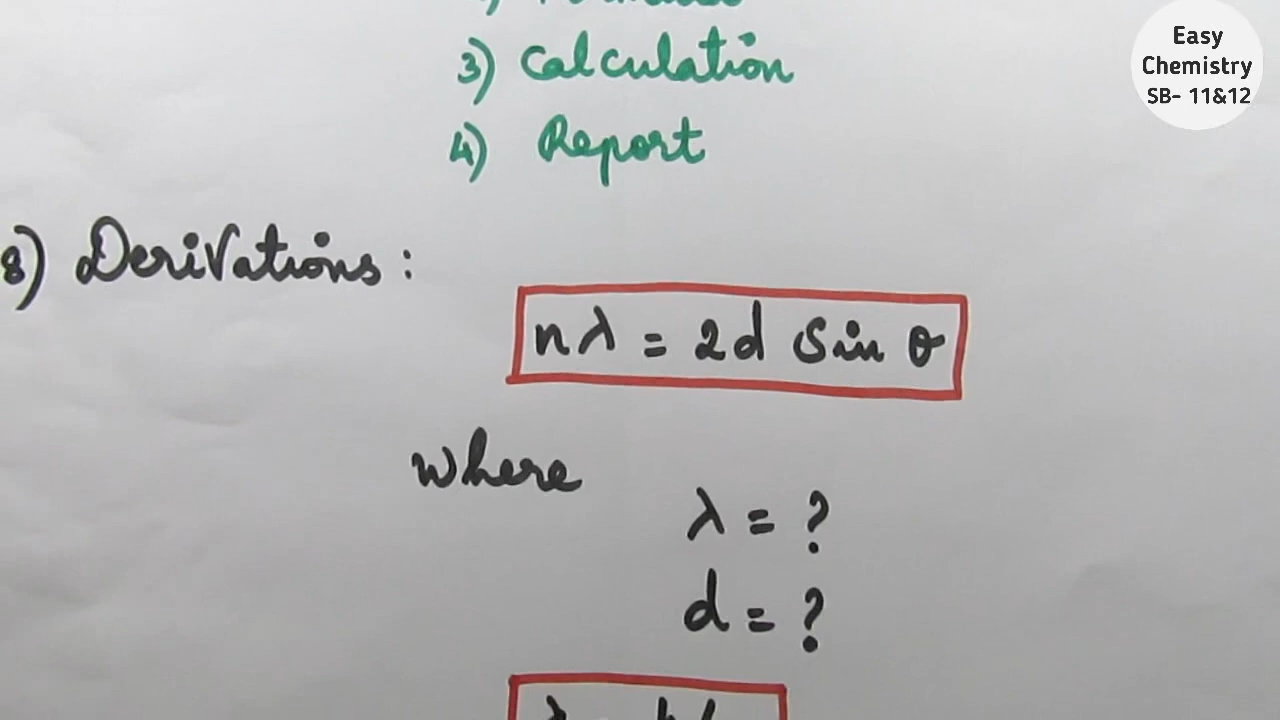 3) Calculation
4) Report
8) Derivations:
nλ = 2d Sin θ
where
λ = ?
d = ?
Easy
Chemistry
SB- 11&12